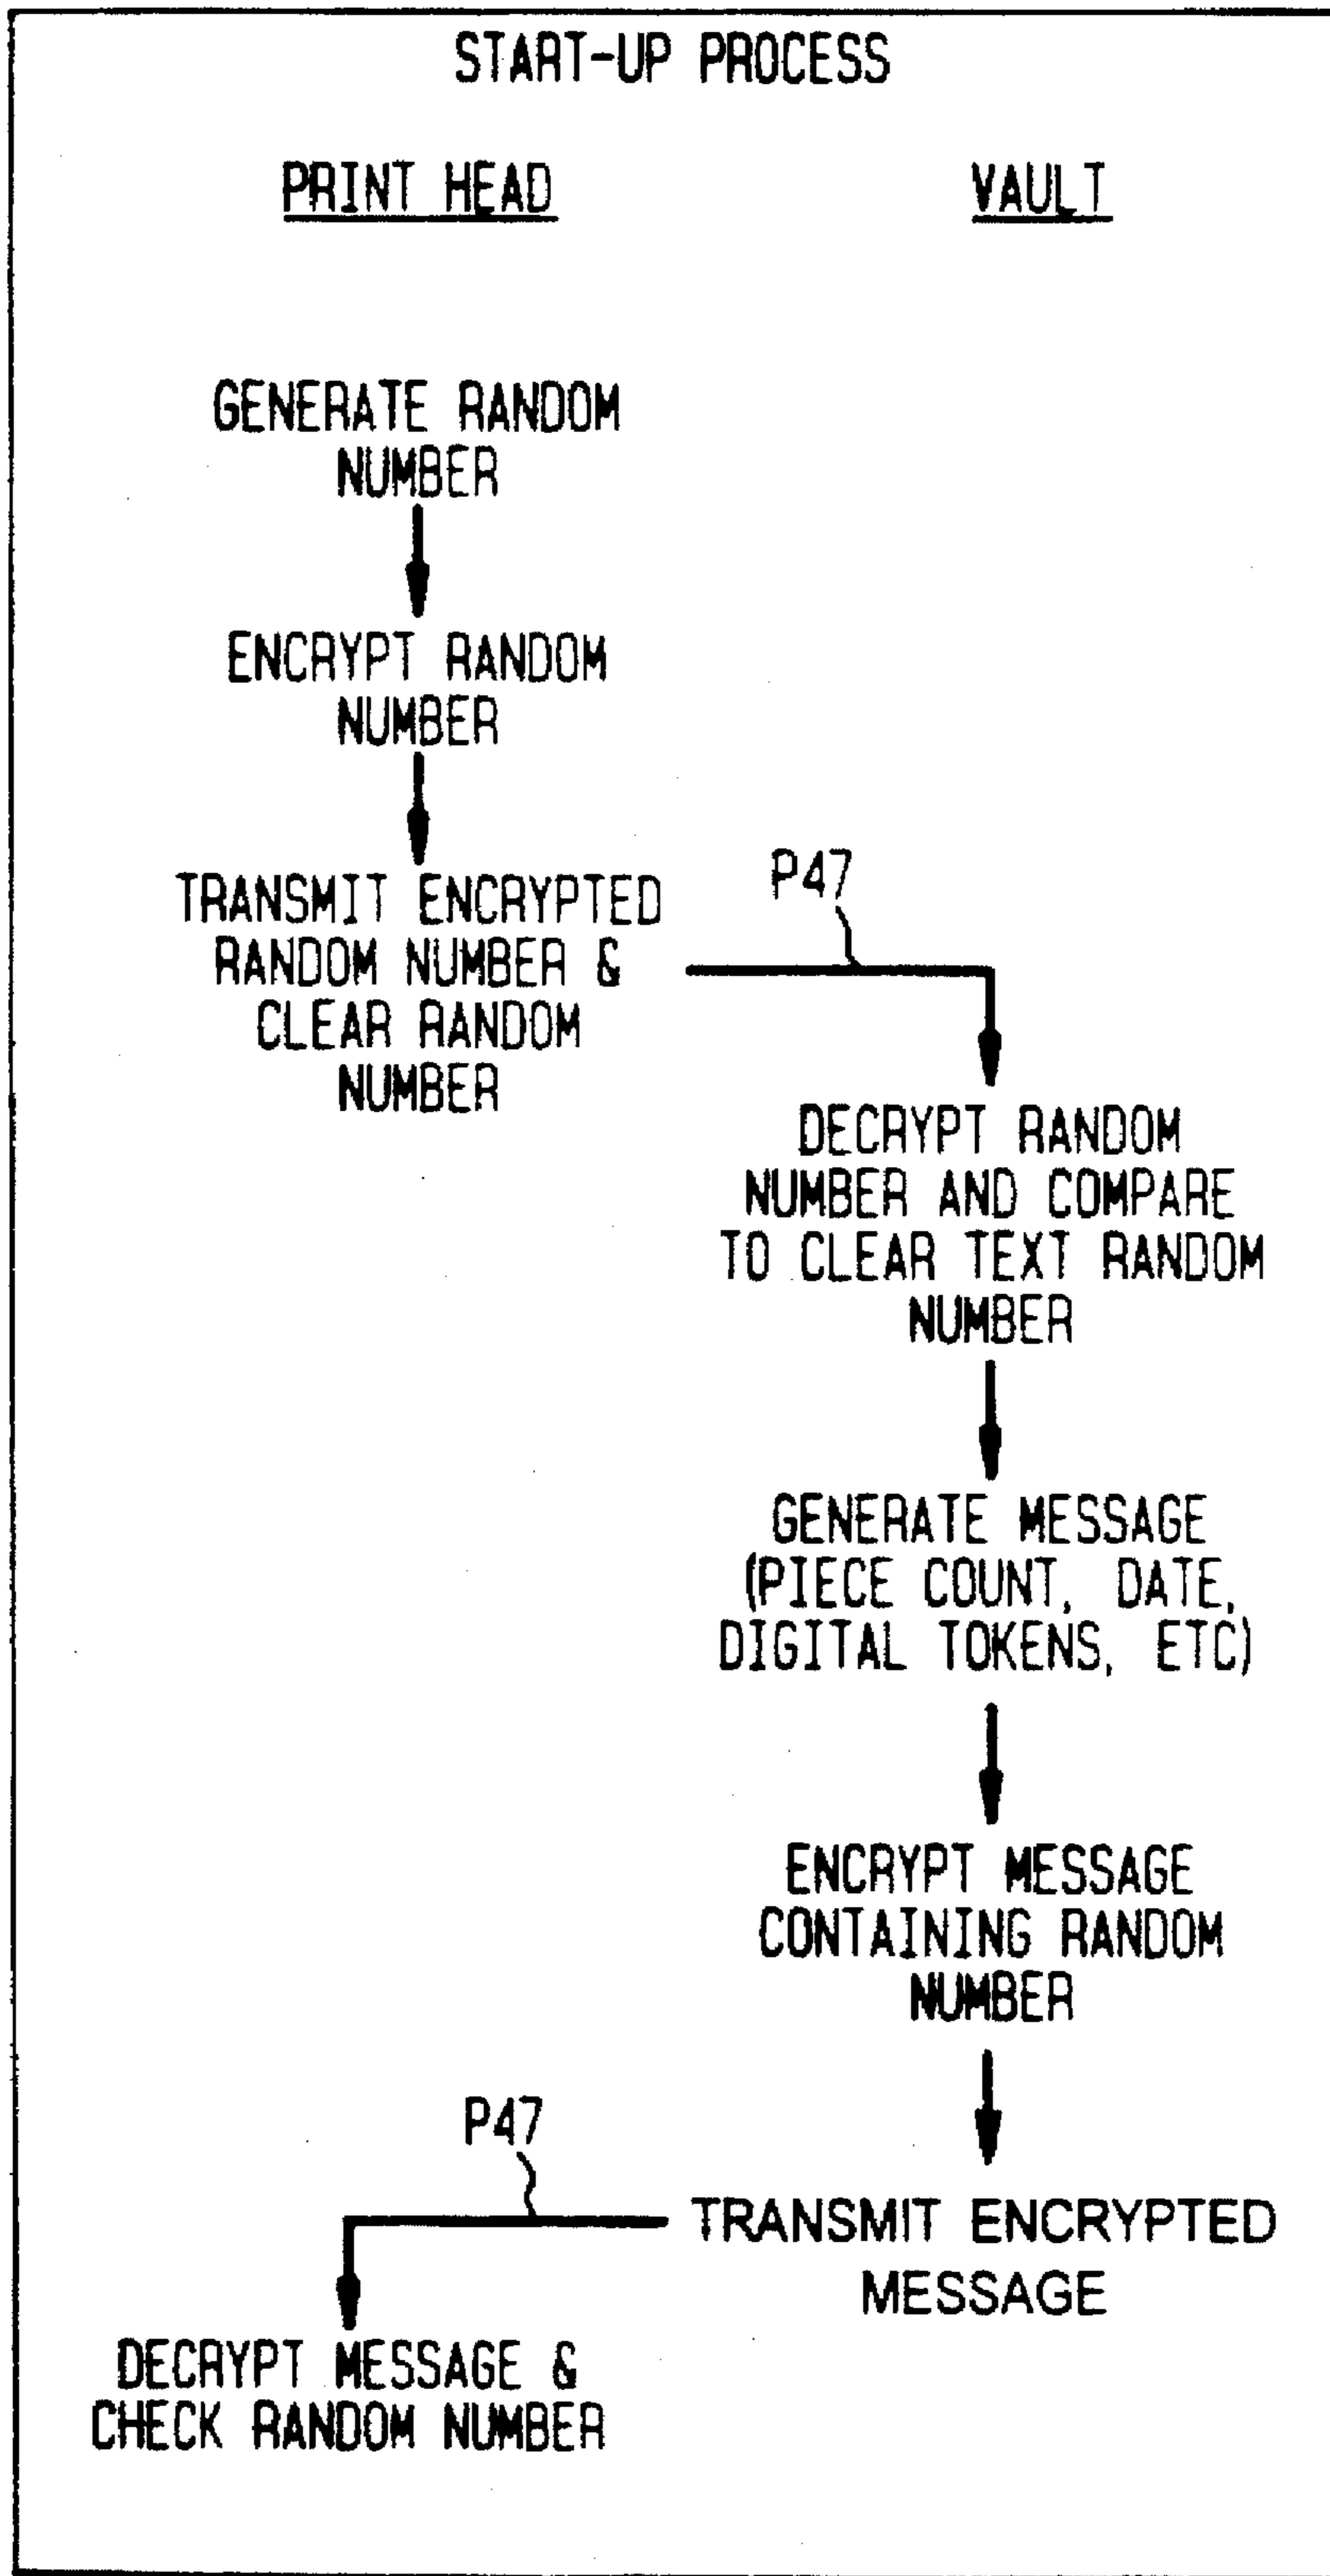 START-UP PROCESS
PRINT HEAD
VAULT
GENERATE RANDOM
NUMBER
ENCRYPT RANDOM
NUMBER
TRANSMIT ENCRYPTED
RANDOM NUMBER &
CLEAR RANDOM
NUMBER
P47
DECRYPT RANDOM
NUMBER AND COMPARE
TO CLEAR TEXT RANDOM
NUMBER
GENERATE MESSAGE
(PIECE COUNT, DATE,
DIGITAL TOKENS, ETC)
ENCRYPT MESSAGE
CONTAINING RANDOM
NUMBER
TRANSMIT ENCRYPTED
MESSAGE
P47
DECRYPT MESSAGE &
CHECK RANDOM NUMBER